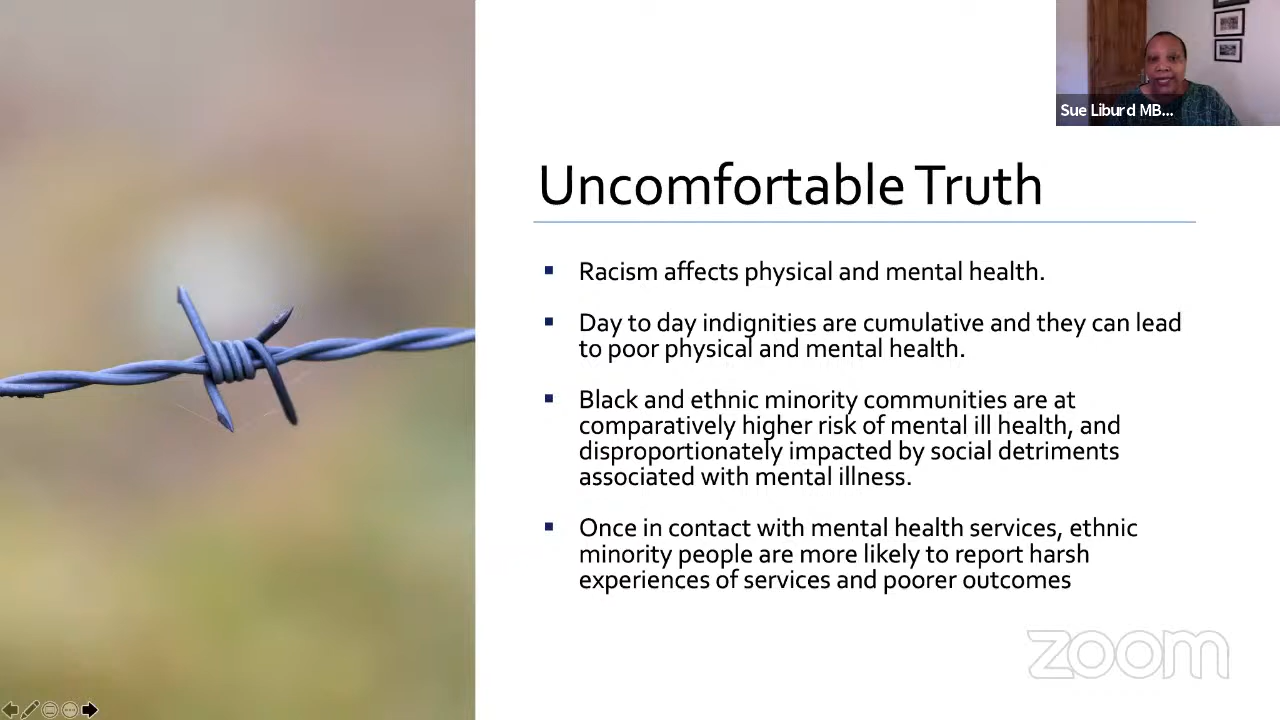 Sue Liburd MB...
Uncomfortable Truth
Racism affects physical and mental health.
Day to day indignities are cumulative and they can lead
to poor physical and mental health.
Black and ethnic minority communities are at
comparatively higher risk of mental ill health, and
disproportionately impacted by social detriments
associated with mental illness.
Once in contact with mental health services, ethnic
minority people are more likely to report harsh
experiences of services and poorer outcomes
zoom